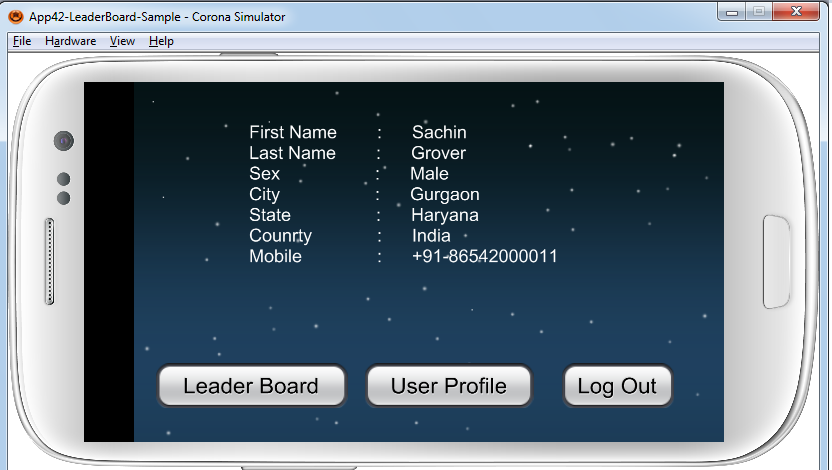 App42-LeaderBoard-Sample - Corona Simulator
File Hardware View Help
First Name : Sachin
Last Name : Grover
Sex : Male
City : Gurgaon
State : Haryana
Counrty : India
Mobile : +91-86542000011
Leader Board User Profile Log Out